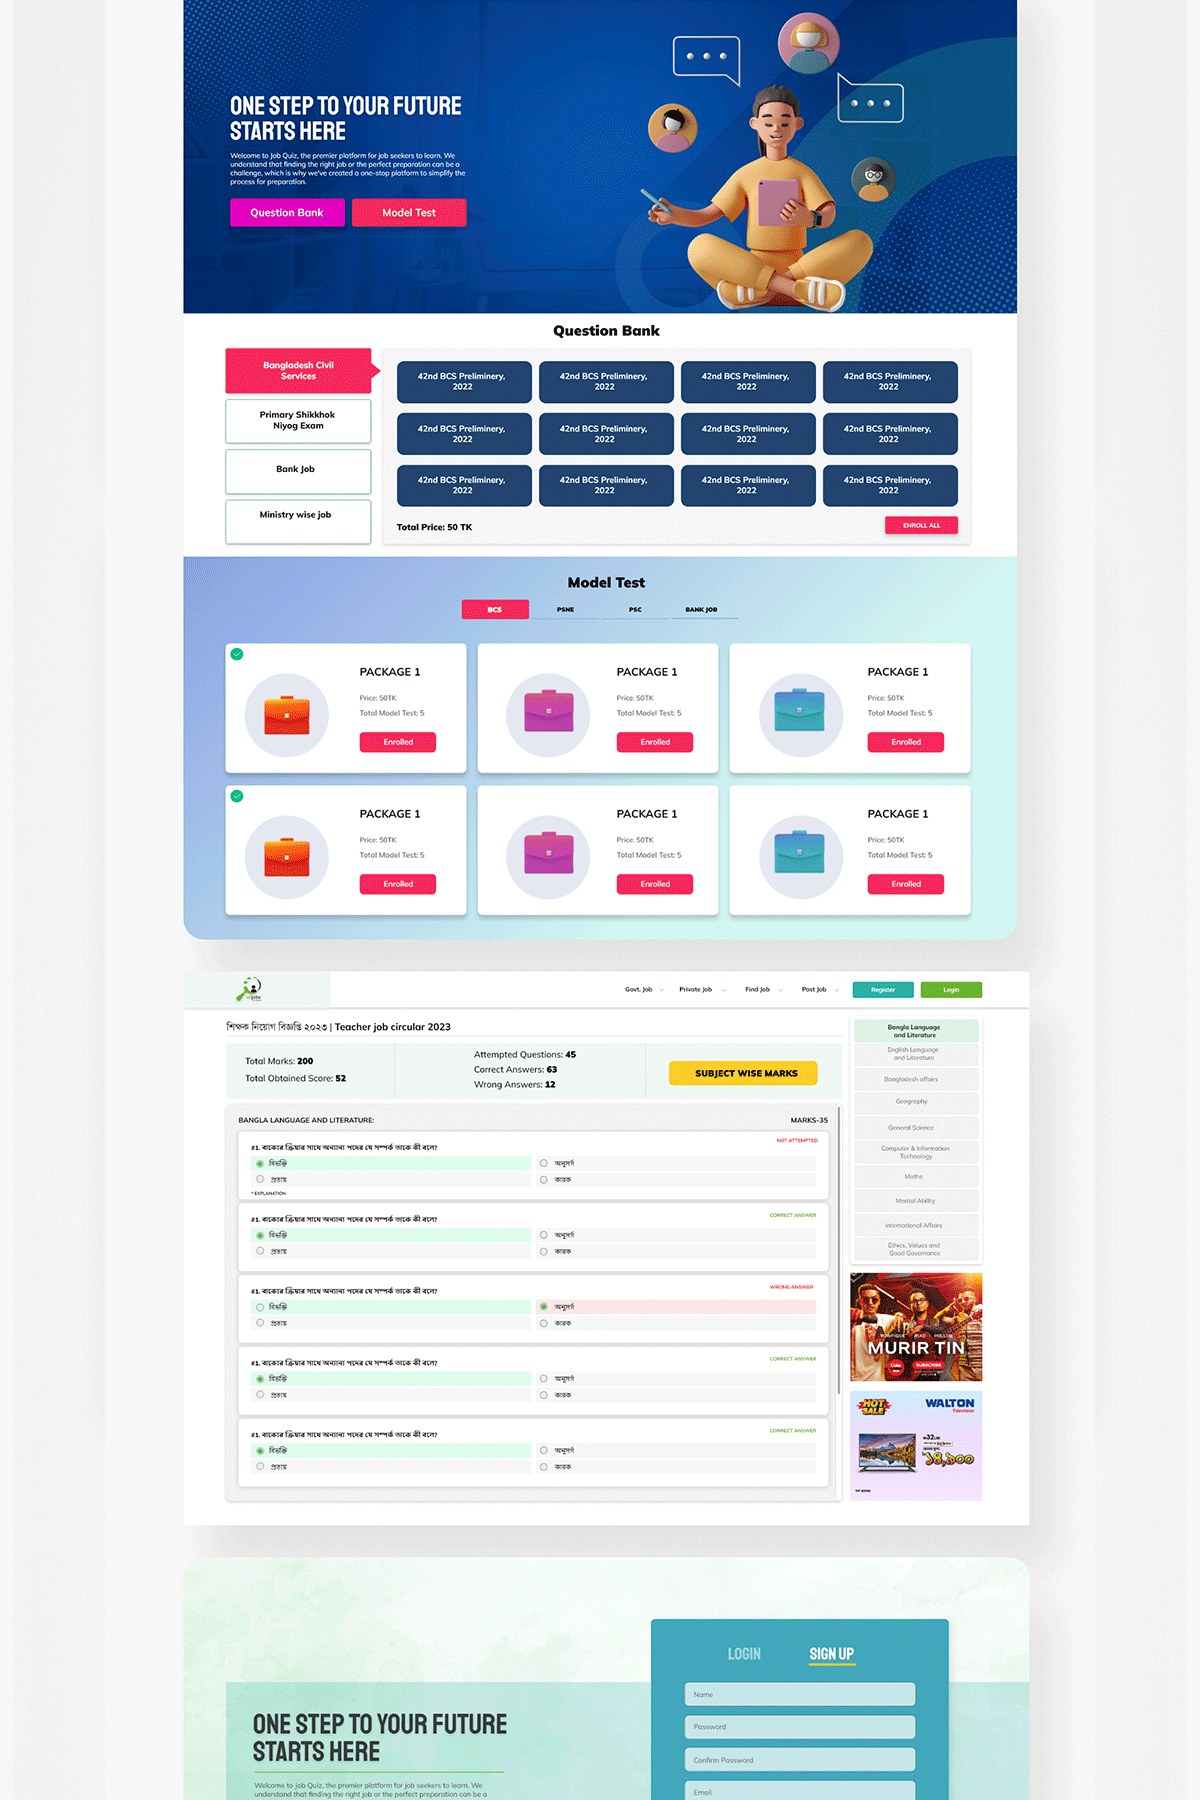 ONE STEP TO YOUR FUTURE
STARTS HERE
Welcome to Job Quiz, the premier platform for job seekers to learn. We
understand that finding the right job or the perfect preparation can be a
challenge, which is why we've created a one-stop platform to simplify the
process for preparation.
Question Bank
Model Test
Question Bank
Bangladesh Civil
Services
Primary Shikkhok
Niyog Exam
Bank Job
Ministry wise job
42nd BCS Preliminery,
2022
42nd BCS Preliminery,
2022
42nd BCS Preliminery,
2022
42nd BCS Preliminery,
2022
42nd BCS Preliminery,
2022
42nd BCS Preliminery,
2022
42nd BCS Preliminery,
2022
42nd BCS Preliminery,
2022
42nd BCS Preliminery,
2022
42nd BCS Preliminery,
2022
42nd BCS Preliminery,
2022
42nd BCS Preliminery,
2022
Total Price: 50 TK
ENROLL ALL
Model Test
BCS
PSNE
PSC
BANK JOB
PACKAGE 1
Price: 50TK
Total Model Test: 5
Enrolled
PACKAGE 1
Price: 50TK
Total Model Test: 5
Enrolled
PACKAGE 1
Price: 50TK
Total Model Test: 5
Enrolled
PACKAGE 1
Price: 50TK
Total Model Test: 5
Enrolled
PACKAGE 1
Price: 50TK
Total Model Test: 5
Enrolled
PACKAGE 1
Price: 50TK
Total Model Test: 5
Enrolled
Govt. Job
Private Job
Find Job
Post Job
Register
Login
শিক্ষক নিয়োগ বিজ্ঞপ্তি ২০২৩ | Teacher job circular 2023
Total Marks: 200
Total Obtained Score: 52
Attempted Questions: 45
Correct Answers: 63
Wrong Answers: 12
SUBJECT WISE MARKS
BANGLA LANGUAGE AND LITERATURE:
MARKS-35
NOT ATTEMPTED
#1. বাক্যের ক্রিয়ার সাথে অন্যান্য পদের যে সম্পর্ক তাকে কী বলে?
বিভক্তি
অনুসর্গ
প্রত্যয়
কারক
* EXPLANATION
CORRECT ANSWER
#1. বাক্যের ক্রিয়ার সাথে অন্যান্য পদের যে সম্পর্ক তাকে কী বলে?
বিভক্তি
অনুসর্গ
প্রত্যয়
কারক
WRONG ANSWER
#1. বাক্যের ক্রিয়ার সাথে অন্যান্য পদের যে সম্পর্ক তাকে কী বলে?
বিভক্তি
অনুসর্গ
প্রত্যয়
কারক
CORRECT ANSWER
#1. বাক্যের ক্রিয়ার সাথে অন্যান্য পদের যে সম্পর্ক তাকে কী বলে?
বিভক্তি
অনুসর্গ
প্রত্যয়
কারক
CORRECT ANSWER
#1. বাক্যের ক্রিয়ার সাথে অন্যান্য পদের যে সম্পর্ক তাকে কী বলে?
বিভক্তি
অনুসর্গ
প্রত্যয়
কারক
Bangla Language
and Literature
English Language
and Literature
Bangladesh affairs
Geography
General Science
Computer & Information
Technology
Maths
Mental Ability
International Affairs
Ethics, Values and
Good Governance
MURIR TIN
SUBSCRIBE
HOT
SALE
WALTON
Television
৳১৪,৯০০
LOGIN
SIGN UP
Name
Password
Confirm Password
Email
ONE STEP TO YOUR FUTURE
STARTS HERE
Welcome to Job Quiz, the premier platform for job seekers to learn. We
understand that finding the right job or the perfect preparation can be a